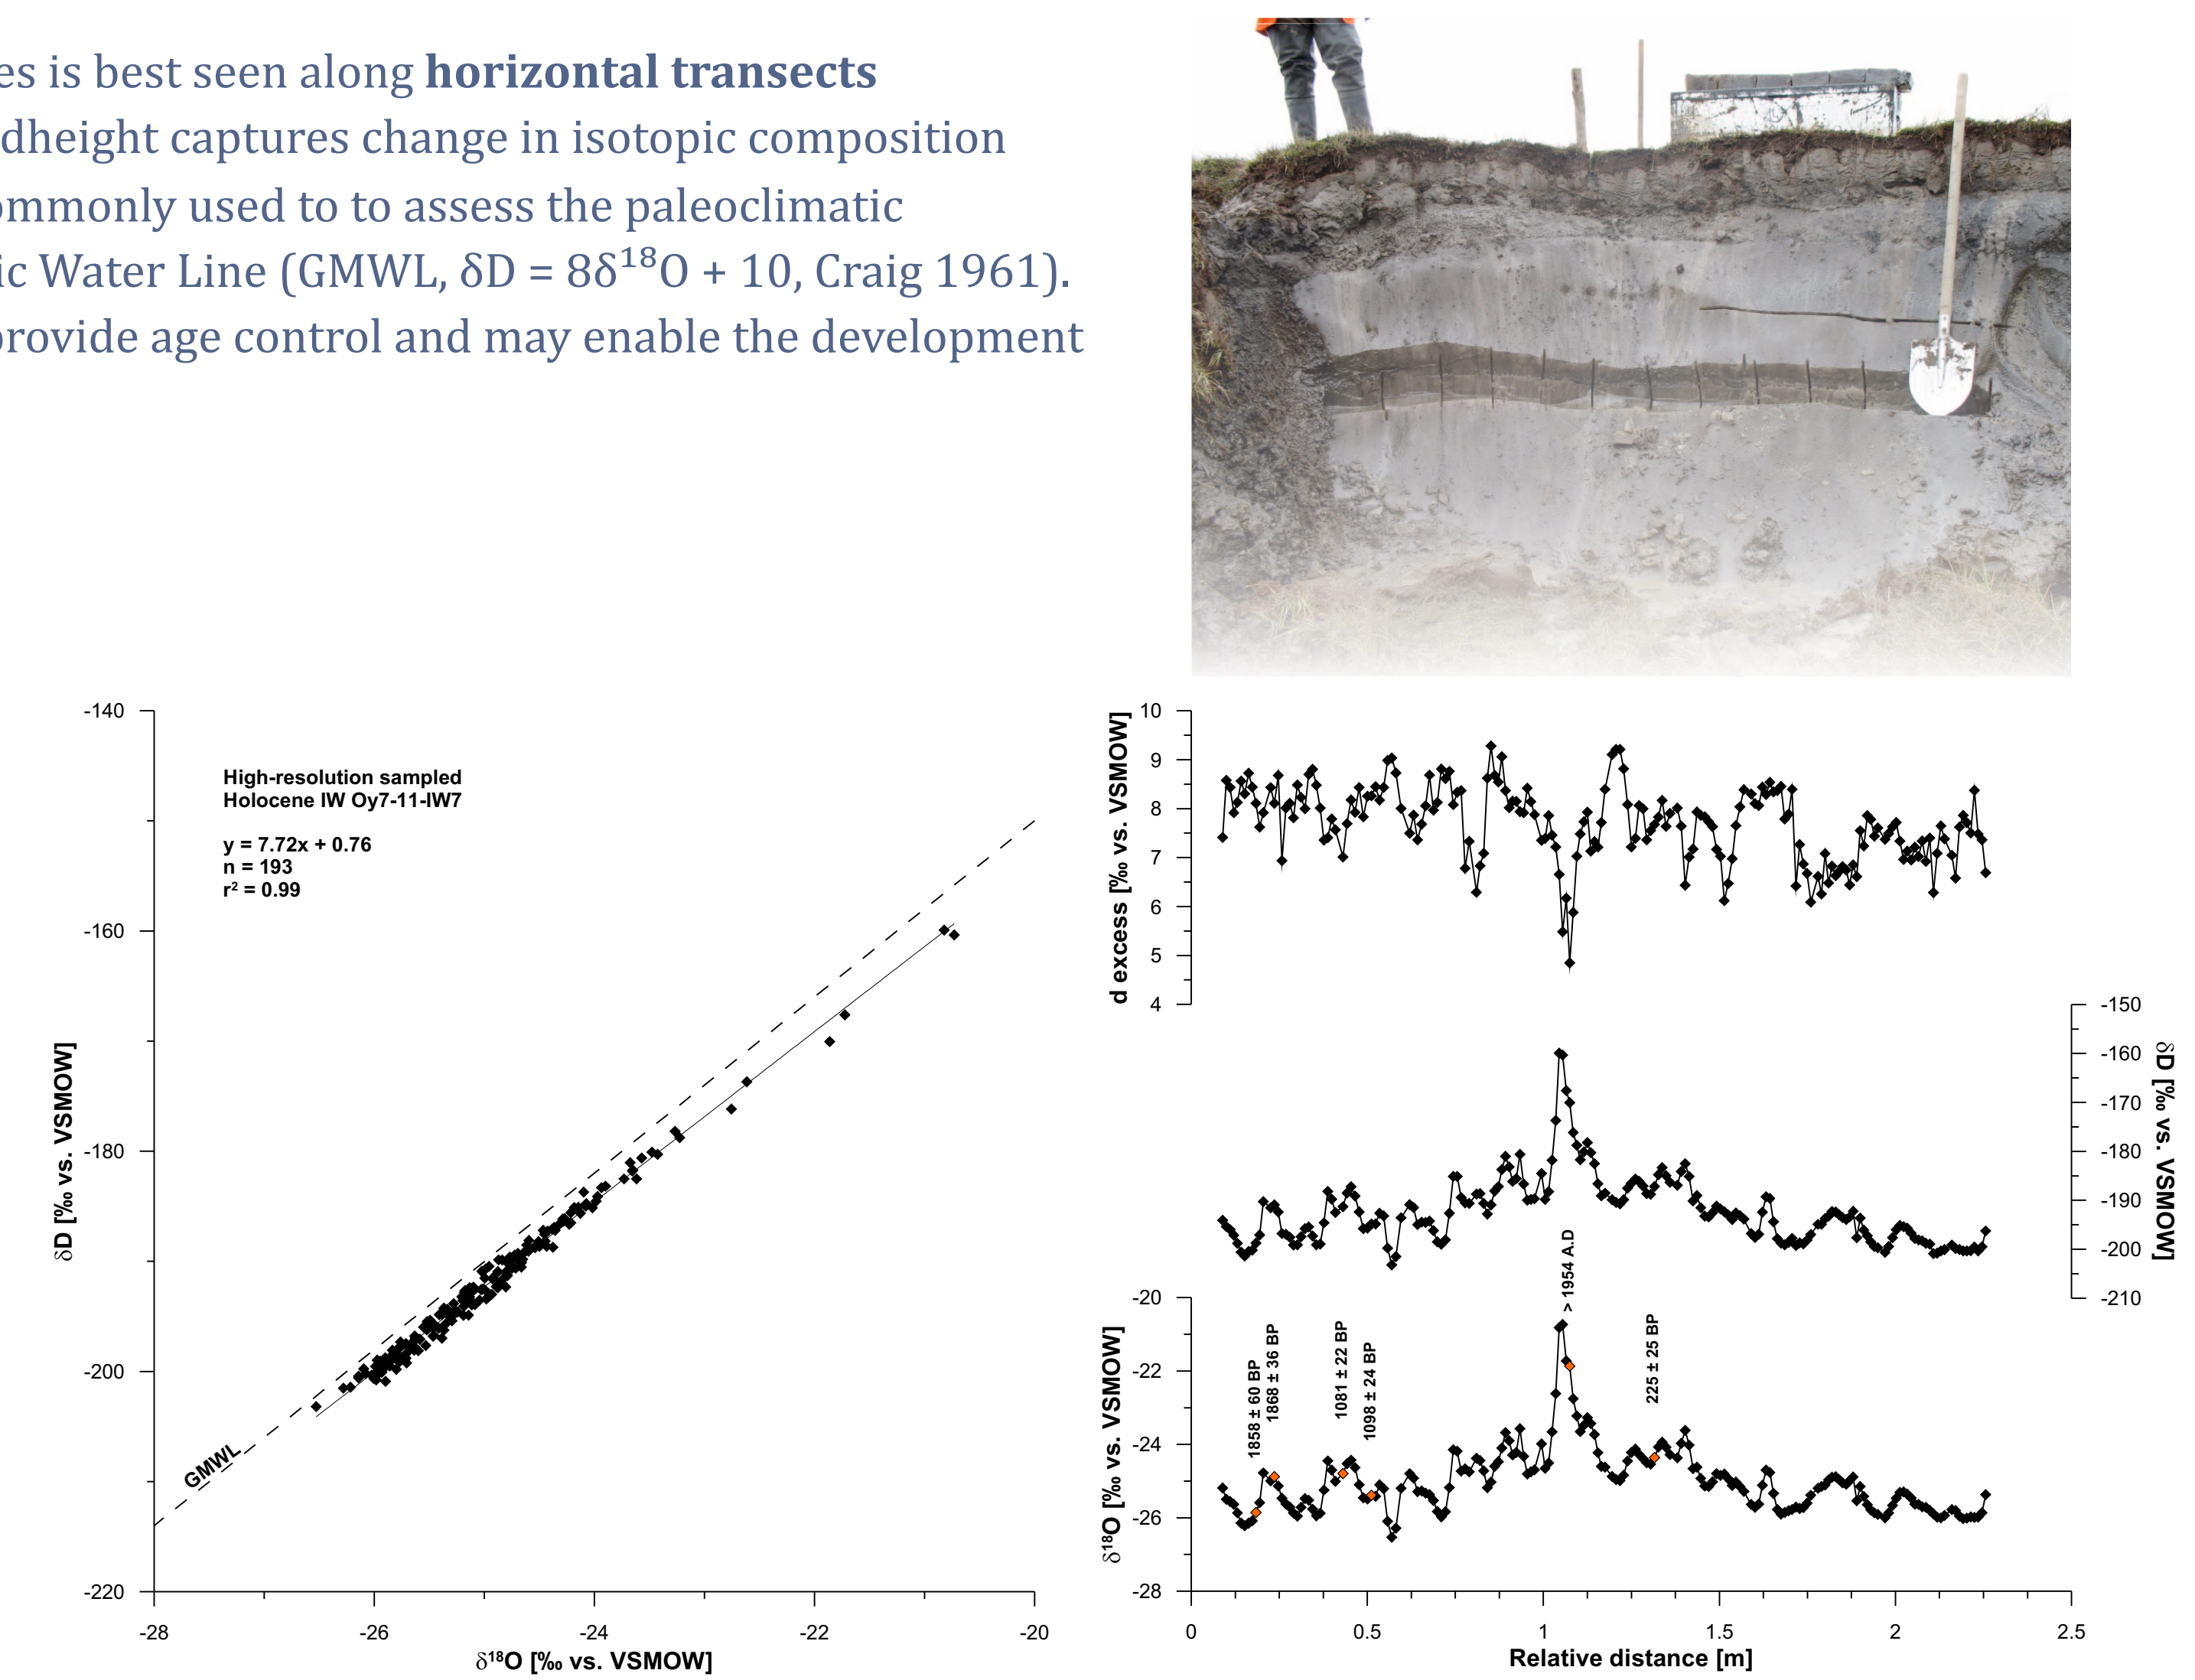 es is best seen along horizontal transects
dheight captures change in isotopic composition
ommonly used to to assess the paleoclimatic
ic Water Line (GMWL, δD = 8δ¹⁸O + 10, Craig 1961).
provide age control and may enable the development
-140
-160
-180
-200
-220
δD [‰ vs. VSMOW]
High-resolution sampled
Holocene IW Oy7-11-IW7
y = 7.72x + 0.76
n = 193
r² = 0.99
GMWL
-28
-26
-24
-22
-20
δ¹⁸O [‰ vs. VSMOW]
10
9
8
7
6
5
4
d excess [‰ vs. VSMOW]
-150
-160
-170
-180
-190
-200
-210
δD [‰ vs. VSMOW]
-20
-22
-24
-26
-28
δ¹⁸O [‰ vs. VSMOW]
1858 ± 60 BP
1868 ± 36 BP
1081 ± 22 BP
1098 ± 24 BP
> 1954 A.D
225 ± 25 BP
0
0.5
1
1.5
2
2.5
Relative distance [m]